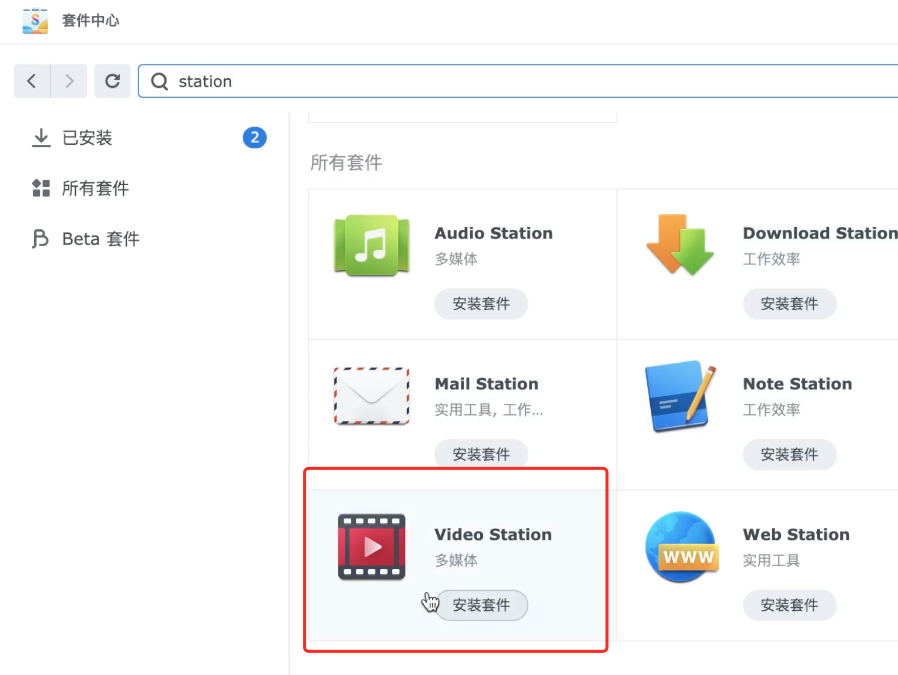 套件中心
station
已安装
2
所有套件
Beta 套件
所有套件
Audio Station
多媒体
安装套件
Download Station
工作效率
安装套件
Mail Station
实用工具, 工作...
安装套件
Note Station
工作效率
安装套件
Video Station
多媒体
安装套件
WWW
Web Station
实用工具
安装套件